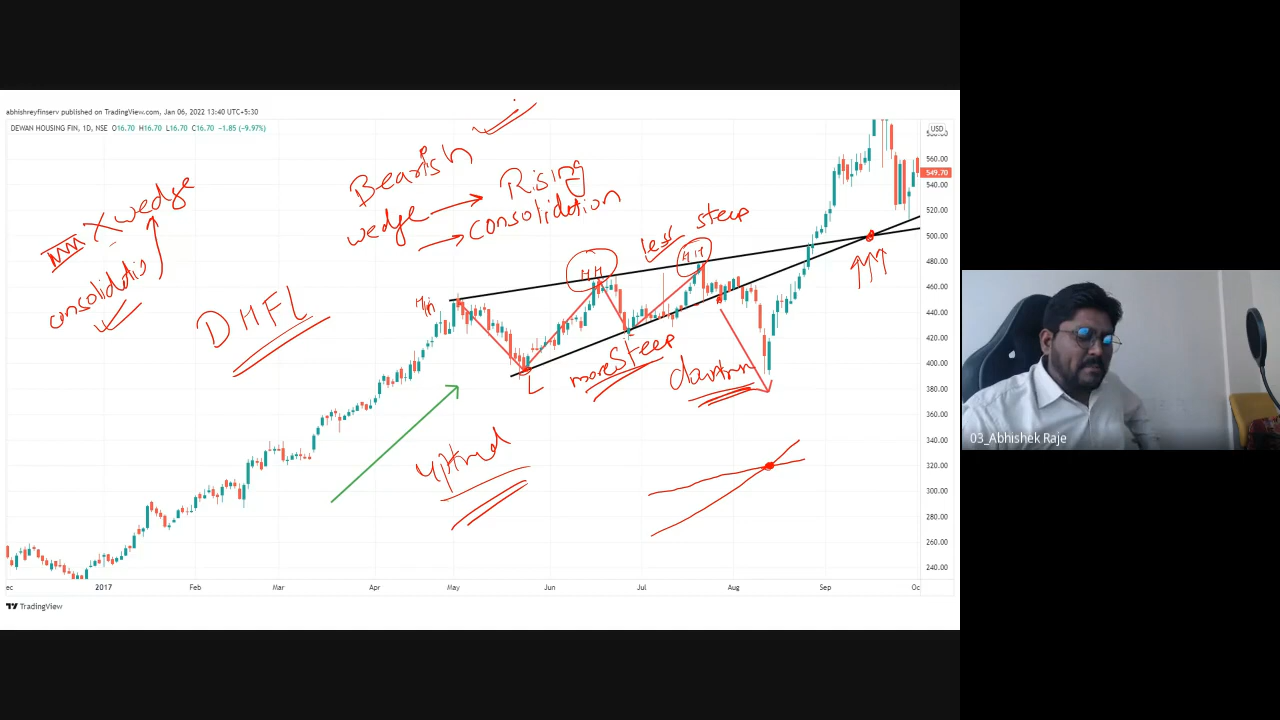 abhishreyfinserv published on TradingView.com, Jan 06, 2022 13:40 UTC+5:30
DEWAN HOUSING FIN, 1D, NSE O16.70 H16.70 L16.70 C16.70 −1.85 (−9.97%)
USD
Bearish
wedge → Rising
→ consolidation
X wedge
consolidatio
DHFL
HH
HH
less steep
L
more Steep
Uptrend
560.00
549.70
540.00
520.00
500.00
480.00
460.00
440.00
420.00
400.00
380.00
360.00
340.00
320.00
300.00
280.00
260.00
240.00
ec 2017 Feb Mar Apr May Jun Jul Aug Sep Oc
TradingView
03_Abhishek Raje